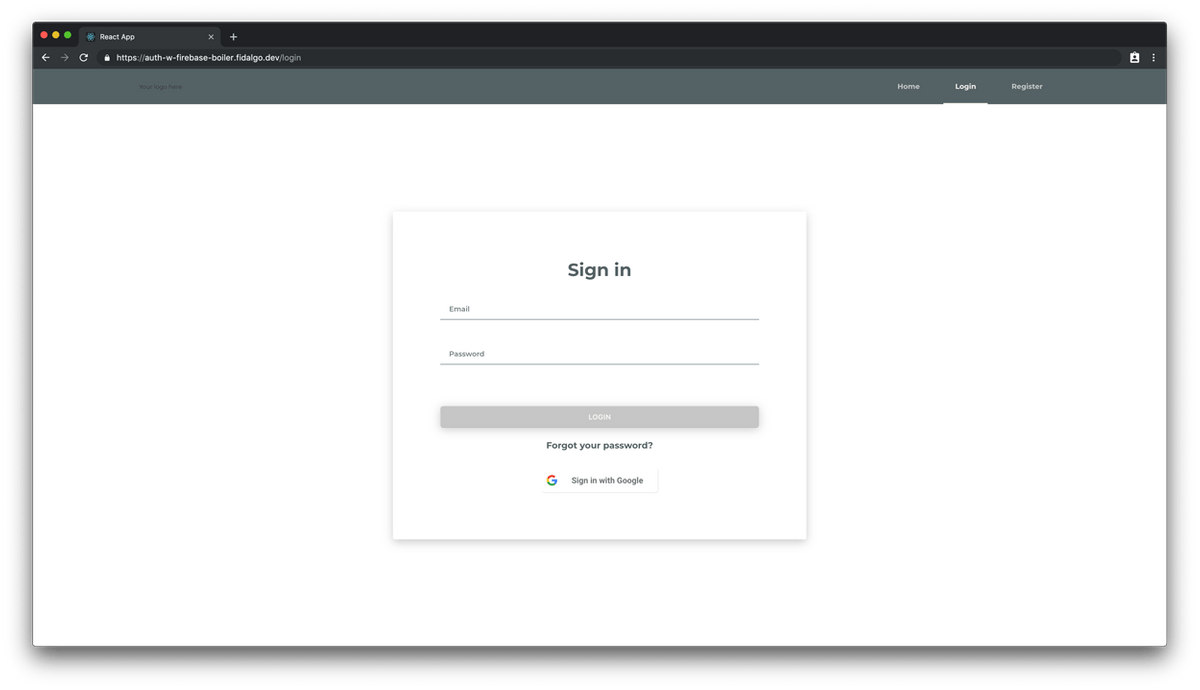 React App
https://auth-w-firebase-boiler.fidalgo.dev/login
Your logo here
Home
Login
Register
Sign in
Email
Password
LOGIN
Forgot your password?
Sign in with Google